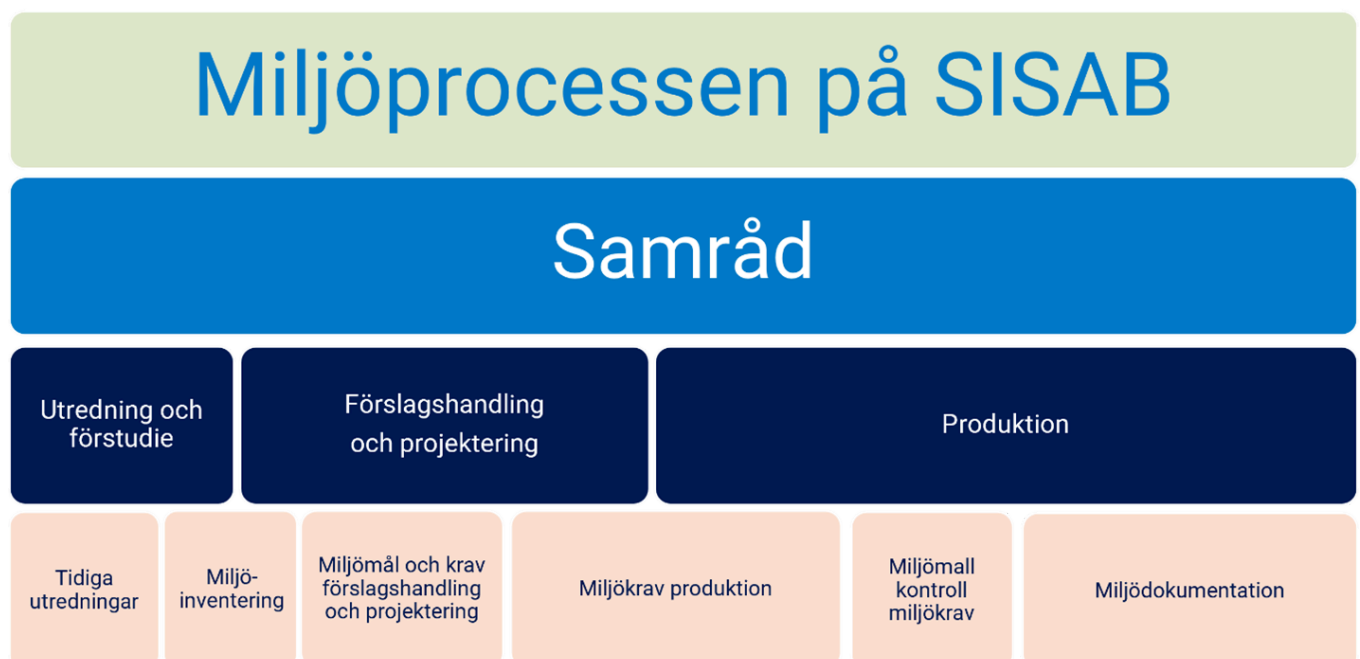 Miljöprocessen på SISAB
Samråd
Utredning och
förstudie
Förslagshandling
och projektering
Produktion
Tidiga
utredningar
Miljö-
inventering
Miljömål och krav
förslagshandling
och projektering
Miljökrav produktion
Miljömall
kontroll
miljökrav
Miljödokumentation